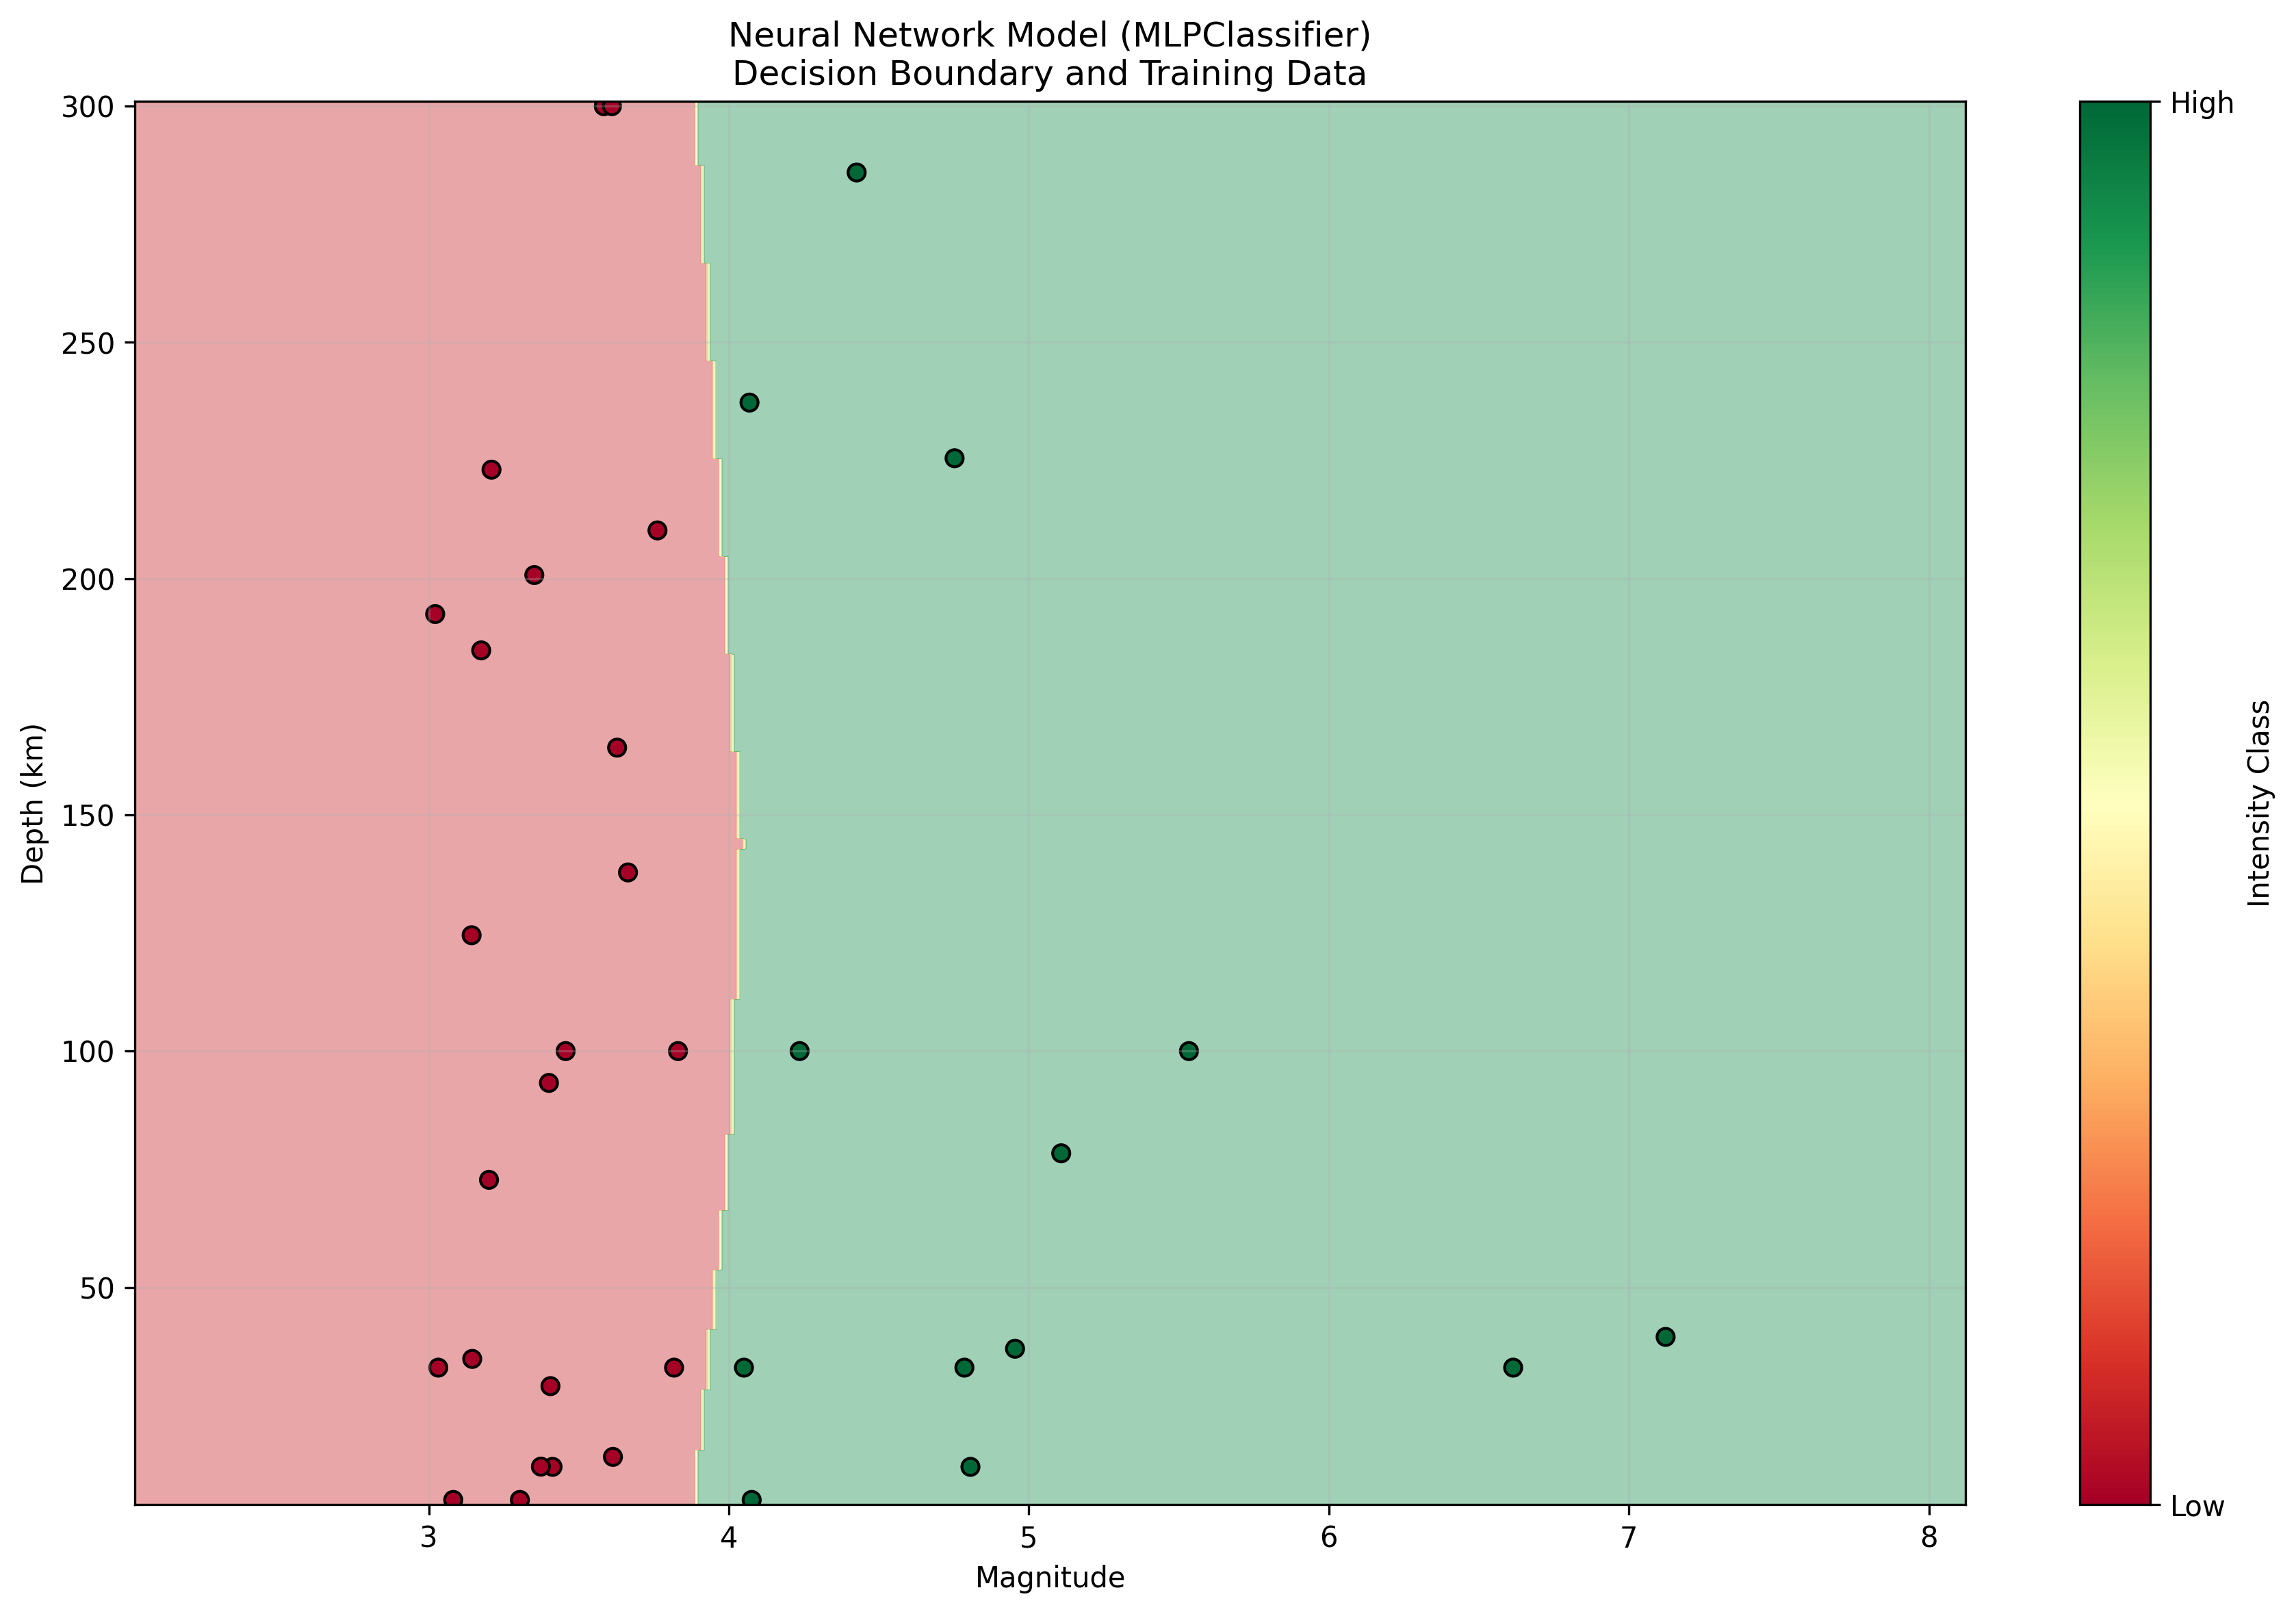 Neural Network Model (MLPClassifier)
Decision Boundary and Training Data
300
250
200
150
100
50
Depth (km)
3
4
5
6
7
8
Magnitude
High
Low
Intensity Class